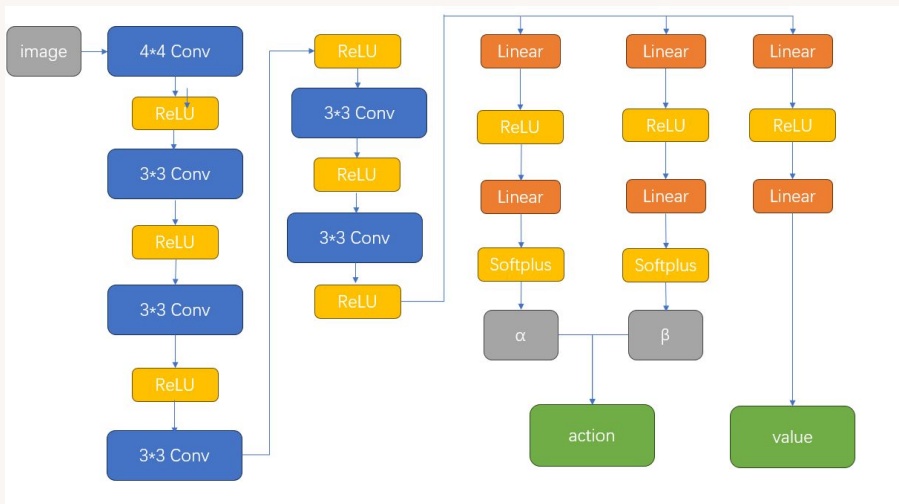 image
4*4 Conv
ReLU
3*3 Conv
ReLU
3*3 Conv
ReLU
3*3 Conv
ReLU
3*3 Conv
ReLU
3*3 Conv
ReLU
Linear
ReLU
Linear
Softplus
α
Linear
ReLU
Linear
Softplus
β
action
Linear
ReLU
Linear
value